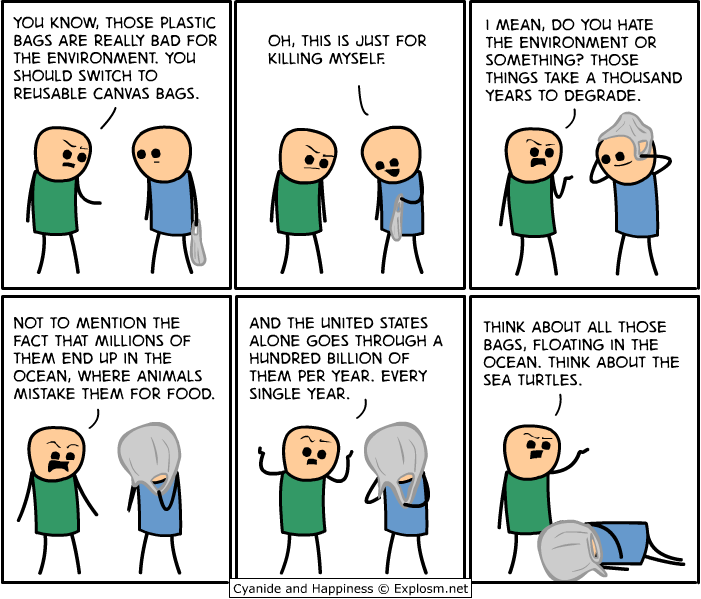 YOU KNOW, THOSE PLASTIC
BAGS ARE REALLY BAD FOR
THE ENVIRONMENT. YOU
SHOULD SWITCH TO
REUSABLE CANVAS BAGS.
OH, THIS IS JUST FOR
KILLING MYSELF.
I MEAN, DO YOU HATE
THE ENVIRONMENT OR
SOMETHING? THOSE
THINGS TAKE A THOUSAND
YEARS TO DEGRADE.
NOT TO MENTION THE
FACT THAT MILLIONS OF
THEM END UP IN THE
OCEAN, WHERE ANIMALS
MISTAKE THEM FOR FOOD.
AND THE UNITED STATES
ALONE GOES THROUGH A
HUNDRED BILLION OF
THEM PER YEAR. EVERY
SINGLE YEAR.
THINK ABOUT ALL THOSE
BAGS, FLOATING IN THE
OCEAN. THINK ABOUT THE
SEA TURTLES.
Cyanide and Happiness © Explosm.net